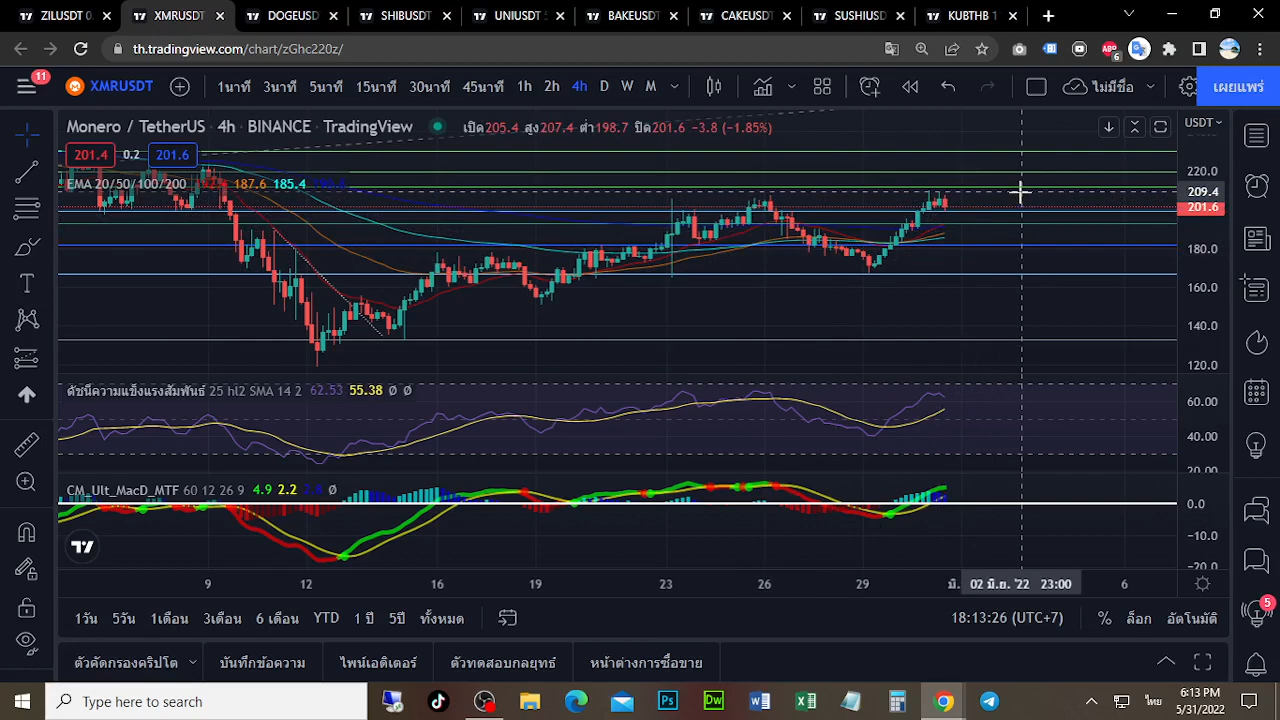 ZILUSDT 0.
XMRUSDT
DOGEUSD
SHIBUSDT
UNIUSDT
BAKEUSDT
CAKEUSDT
SUSHIUSD
KUBTHB 1
th.tradingview.com/chart/zGhc220z/
ABP
6
11
XMRUSDT
1นาที
3นาที
5นาที
15นาที
30นาที
45นาที
1h
2h
4h
D
W
M
ไม่มีชื่อ
เผยแพร่
Monero / TetherUS · 4h · BINANCE · TradingView
เปิด205.4 สูง207.4 ต่ำ198.7 ปิด201.6 −3.8 (−1.85%)
USDT
201.4
0.2
201.6
EMA 20/50/100/200
187.6
185.4
220.0
209.4
201.6
180.0
160.0
140.0
120.0
ดัชนีความแข็งแรงสัมพันธ์ 25 hl2 SMA 14 2
62.53
55.38
Ø
Ø
60.00
40.00
20.00
CM_Ult_MacD_MTF 60 12 26 9
4.9
2.2
Ø
0.0
-10.0
-20.0
9
12
16
19
23
26
29
มิ.
02 มิ.ย. '22 23:00
6
1วัน
5วัน
1เดือน
3เดือน
6 เดือน
YTD
1 ปี
5ปี
ทั้งหมด
18:13:26 (UTC+7)
%
ล็อก
อัตโนมัติ
5
ตัวคัดกรองคริปโต
บันทึกข้อความ
ไพน์เอดิเตอร์
ตัวทดสอบกลยุทธ์
หน้าต่างการซื้อขาย
Type here to search
Ps
Dw
ไทย
6:13 PM
5/31/2022